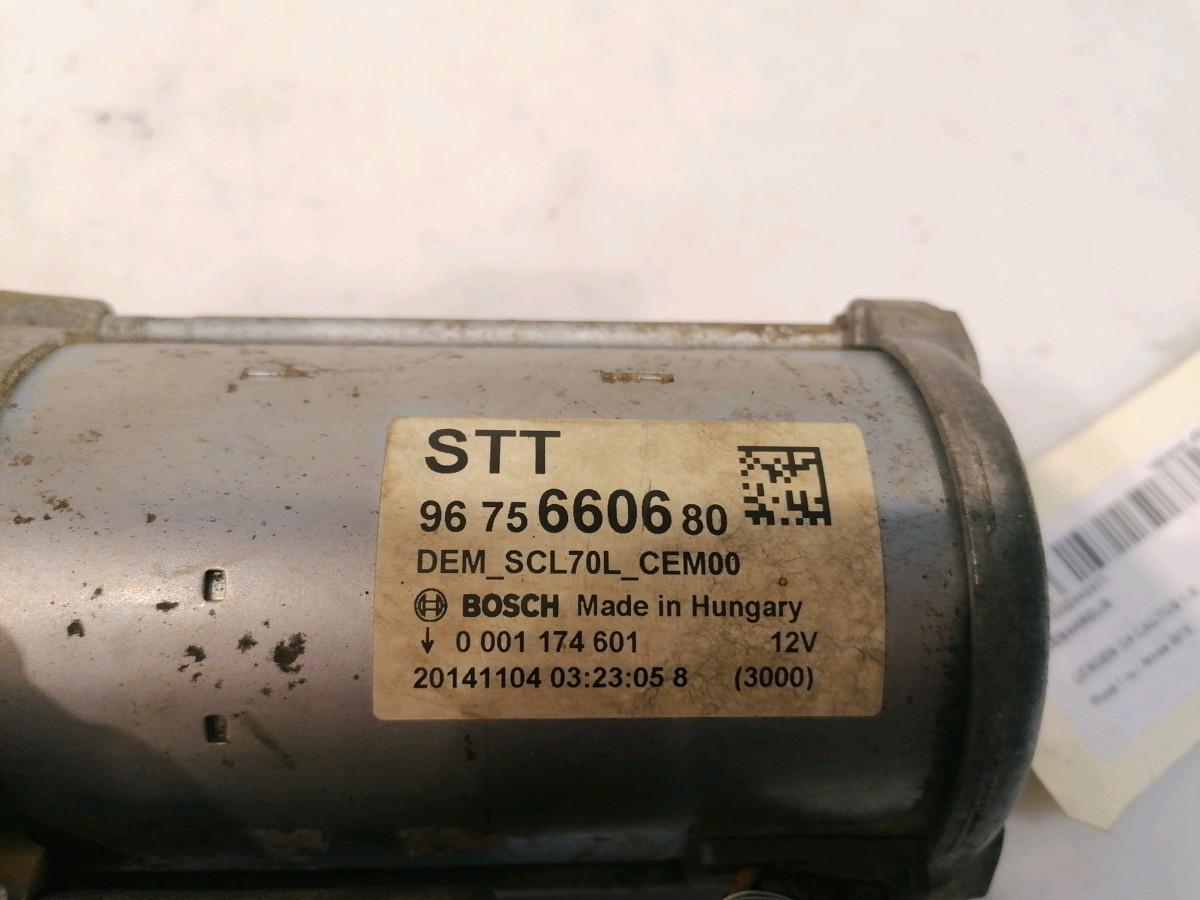 STT
96 75 6606 80
DEM_SCL70L_CEM00
BOSCH Made in Hungary
0 001 174 601 12V
20141104 03:23:05 8 (3000)